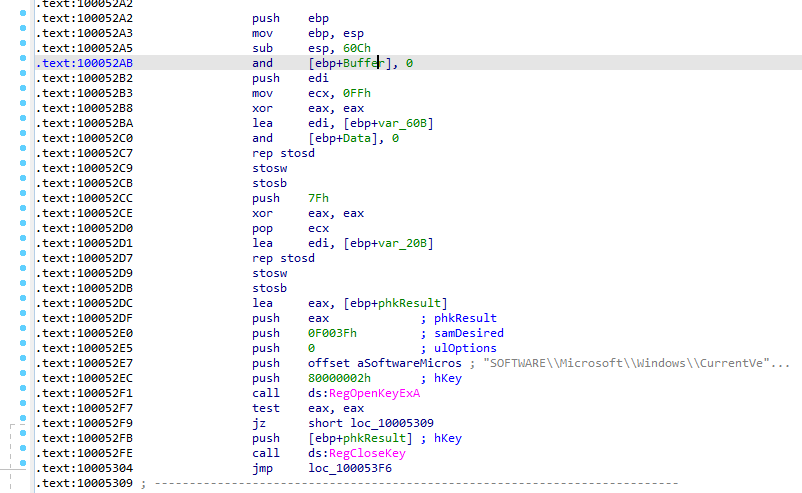 .text:100052A2
.text:100052A2 push ebp
.text:100052A3 mov ebp, esp
.text:100052A5 sub esp, 60Ch
.text:100052AB and [ebp+Buffer], 0
.text:100052B2 push edi
.text:100052B3 mov ecx, 0FFh
.text:100052B8 xor eax, eax
.text:100052BA lea edi, [ebp+var_60B]
.text:100052C0 and [ebp+Data], 0
.text:100052C7 rep stosd
.text:100052C9 stosw
.text:100052CB stosb
.text:100052CC push 7Fh
.text:100052CE xor eax, eax
.text:100052D0 pop ecx
.text:100052D1 lea edi, [ebp+var_20B]
.text:100052D7 rep stosd
.text:100052D9 stosw
.text:100052DB stosb
.text:100052DC lea eax, [ebp+phkResult]
.text:100052DF push eax ; phkResult
.text:100052E0 push 0F003Fh ; samDesired
.text:100052E5 push 0 ; ulOptions
.text:100052E7 push offset aSoftwareMicros ; "SOFTWARE\\Microsoft\\Windows\\CurrentVe"...
.text:100052EC push 80000002h ; hKey
.text:100052F1 call ds:RegOpenKeyExA
.text:100052F7 test eax, eax
.text:100052F9 jz short loc_10005309
.text:100052FB push [ebp+phkResult] ; hKey
.text:100052FE call ds:RegCloseKey
.text:10005304 jmp loc_100053F6
.text:10005309 ; ---------------------------------------------------------------------------